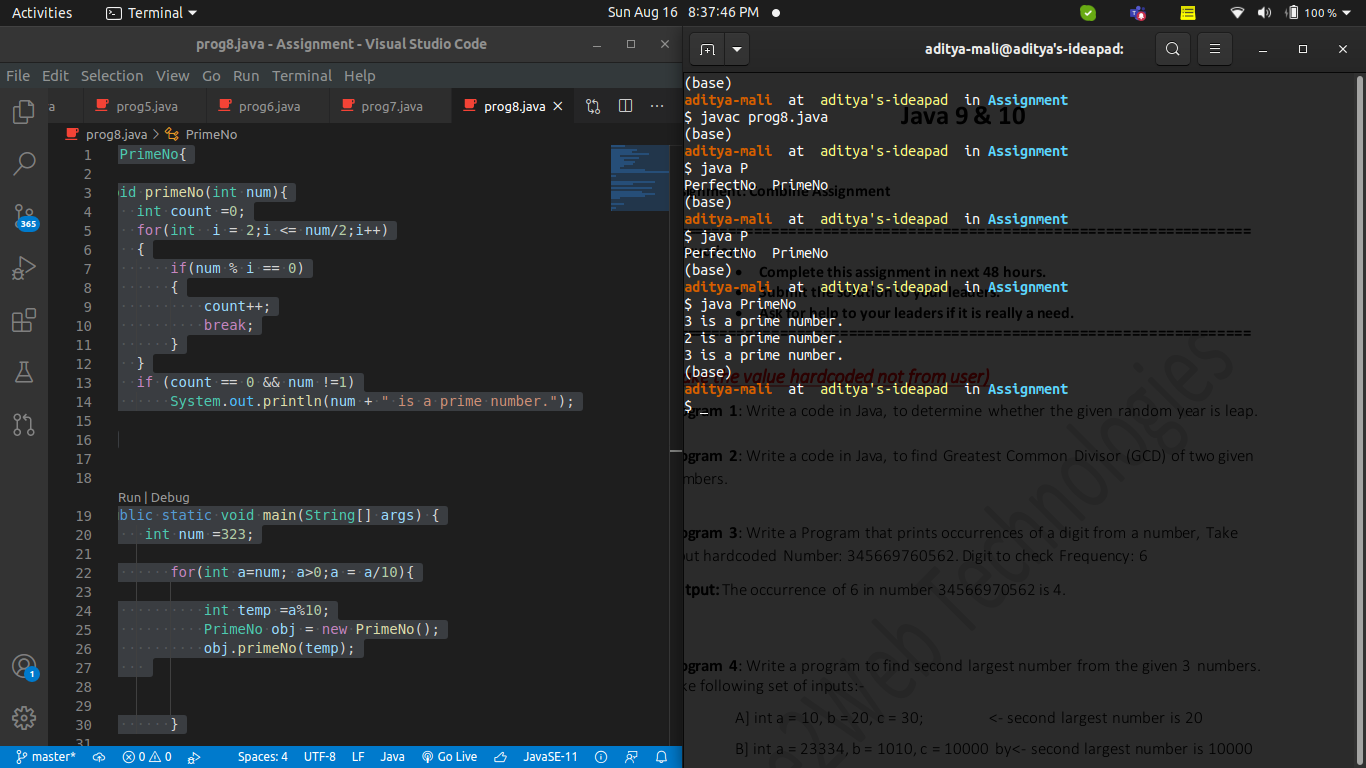 Activities Terminal Sun Aug 16 8:37:46 PM 100 %
prog8.java - Assignment - Visual Studio Code
File Edit Selection View Go Run Terminal Help
a prog5.java prog6.java prog7.java prog8.java
prog8.java > PrimeNo
1 PrimeNo{
2
3 id primeNo(int num){
4 int count =0;
5 for(int i = 2;i <= num/2;i++)
6 {
7 if(num % i == 0)
8 {
9 count++;
10 break;
11 }
12 }
13 if (count == 0 && num !=1)
14 System.out.println(num + " is a prime number.");
15
16
17
18
Run | Debug
19 blic static void main(String[] args) {
20 int num =323;
21
22 for(int a=num; a>0;a = a/10){
23
24 int temp =a%10;
25 PrimeNo obj = new PrimeNo();
26 obj.primeNo(temp);
27
28
29
30 }
31
365
1
master* 0 0 Spaces: 4 UTF-8 LF Java Go Live JavaSE-11
aditya-mali@aditya's-ideapad:
(base)
aditya-mali at aditya's-ideapad in Assignment
$ javac prog8.java
(base)
aditya-mali at aditya's-ideapad in Assignment
$ java P
PerfectNo PrimeNo
(base)
aditya-mali at aditya's-ideapad in Assignment
$ java P
PerfectNo PrimeNo
(base)
aditya-mali at aditya's-ideapad in Assignment
$ java PrimeNo
3 is a prime number.
2 is a prime number.
3 is a prime number.
(base)
aditya-mali at aditya's-ideapad in Assignment
$ _
Java 9 & 10
Combine Assignment
Complete this assignment in next 48 hours.
Submit the solution to your leaders.
Ask for help to your leaders if it is really a need.
ke the value hardcoded not from user)
ogram 1: Write a code in Java, to determine whether the given random year is leap.
ogram 2: Write a code in Java, to find Greatest Common Divisor (GCD) of two given
mbers.
ogram 3: Write a Program that prints occurrences of a digit from a number, Take
ut hardcoded Number: 345669760562. Digit to check Frequency: 6
tput: The occurrence of 6 in number 34566970562 is 4.
ogram 4: Write a program to find second largest number from the given 3 numbers.
ke following set of inputs:-
A] int a = 10, b = 20, c = 30; <- second largest number is 20
B] int a = 23334, b = 1010, c = 10000 by<- second largest number is 10000
2Web Technologies